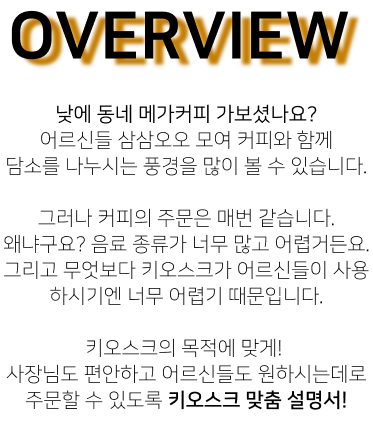 OVERVIEW
낮에 동네 메가커피 가보셨나요?
어르신들 삼삼오오 모여 커피와 함께
담소를 나누시는 풍경을 많이 볼 수 있습니다.
그러나 커피의 주문은 매번 같습니다.
왜냐구요? 음료 종류가 너무 많고 어렵거든요.
그리고 무엇보다 키오스크가 어르신들이 사용
하시기엔 너무 어렵기 때문입니다.
키오스크의 목적에 맞게!
사장님도 편안하고 어르신들도 원하시는데로
주문할 수 있도록 키오스크 맞춤 설명서!